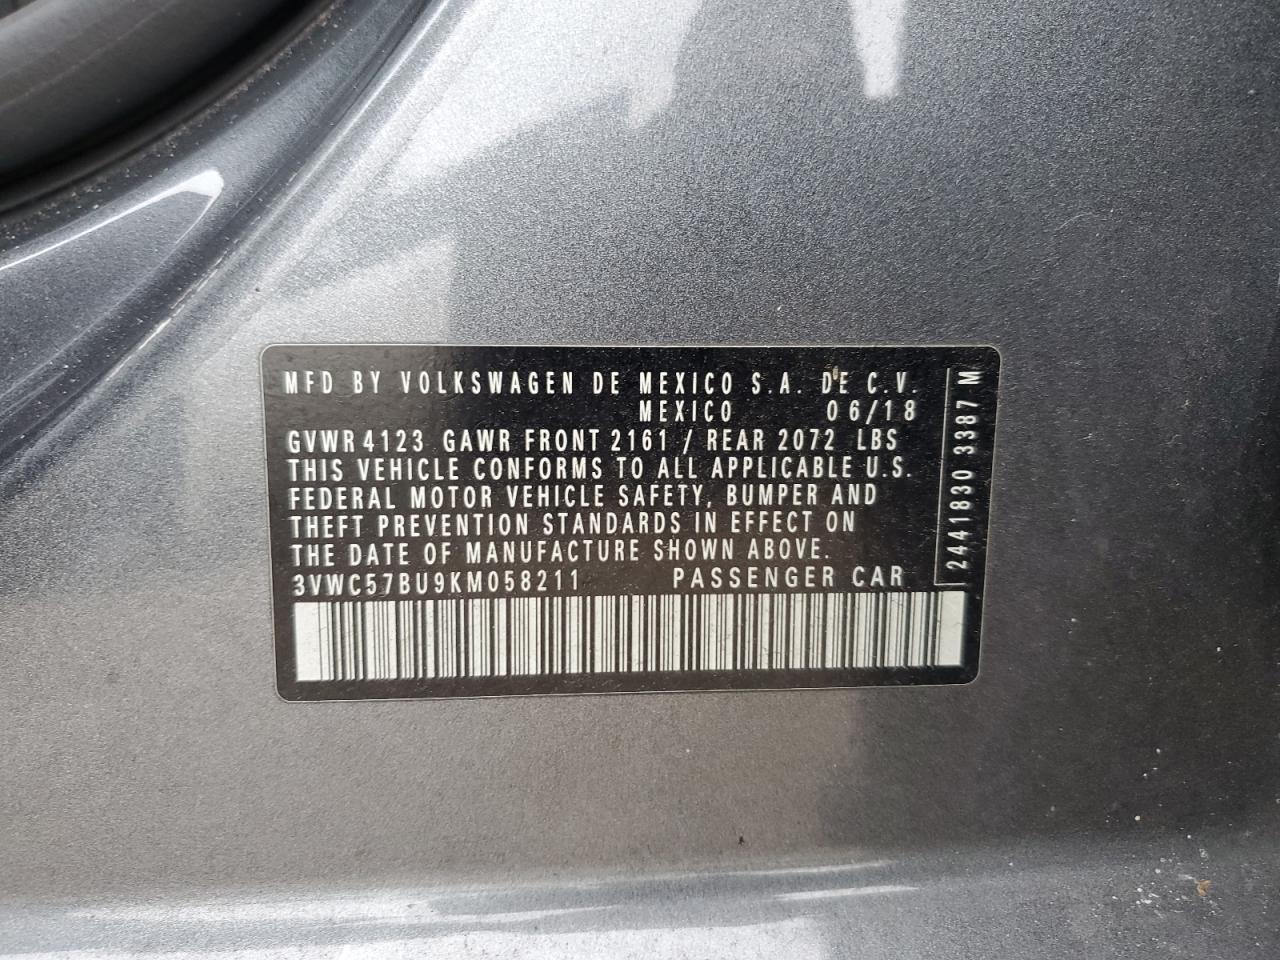 MFD BY VOLKSWAGEN DE MEXICO S.A. DE C.V.
MEXICO 06/18
GVWR 4123 GAWR FRONT 2161 / REAR 2072 LBS
THIS VEHICLE CONFORMS TO ALL APPLICABLE U.S.
FEDERAL MOTOR VEHICLE SAFETY, BUMPER AND
THEFT PREVENTION STANDARDS IN EFFECT ON
THE DATE OF MANUFACTURE SHOWN ABOVE.
3VWC57BU9KM058211 PASSENGER CAR
2441830 3387 M